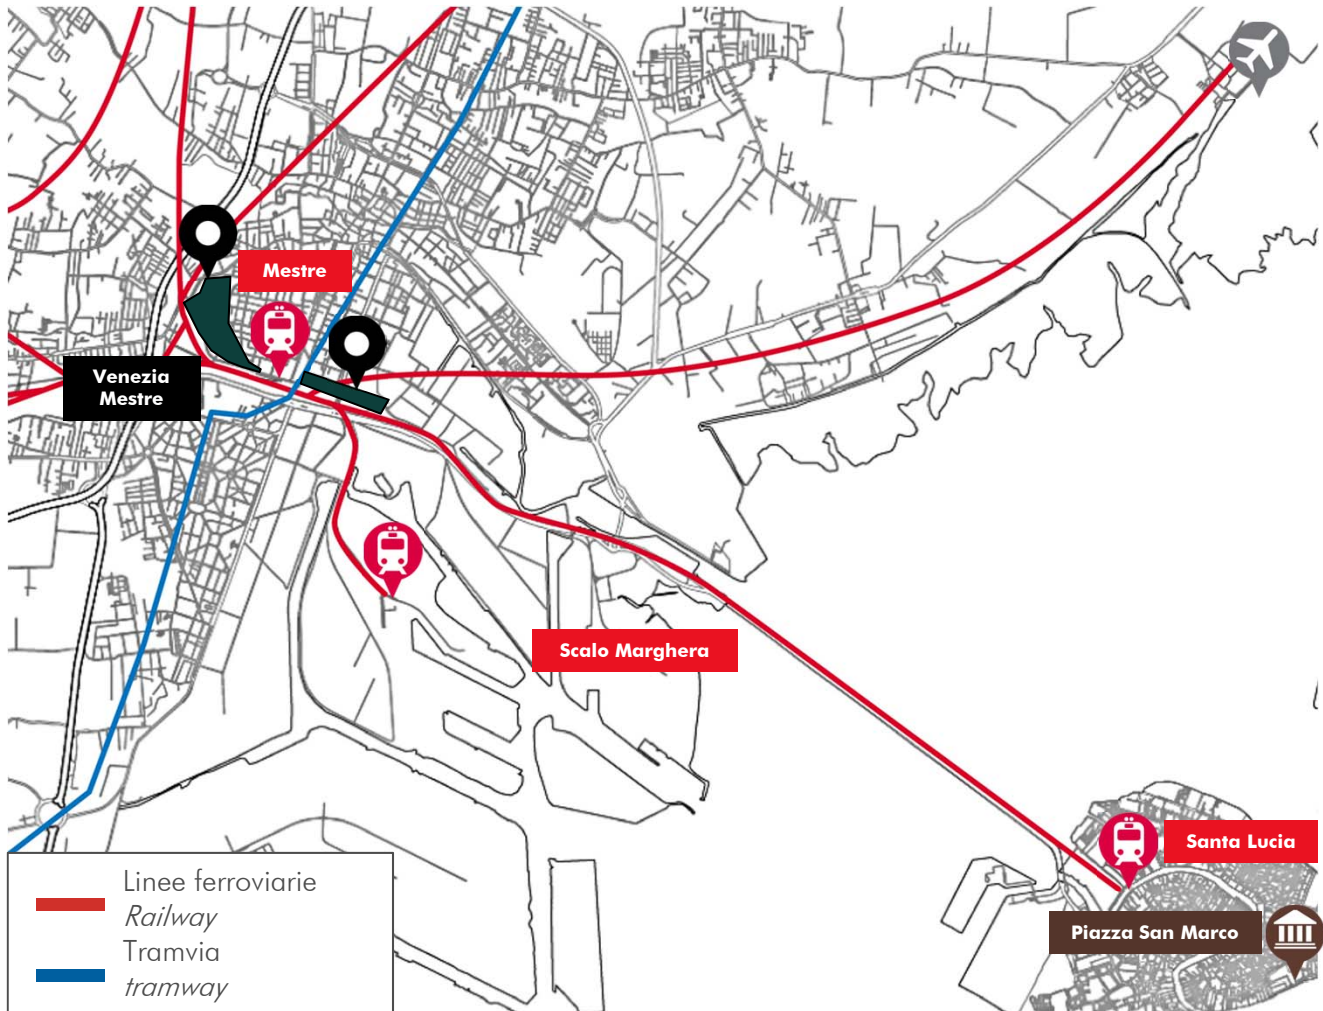 Mestre
Venezia
Mestre
Scalo Marghera
Santa Lucia
Piazza San Marco
Linee ferroviarie
Railway
Tramvia
tramway